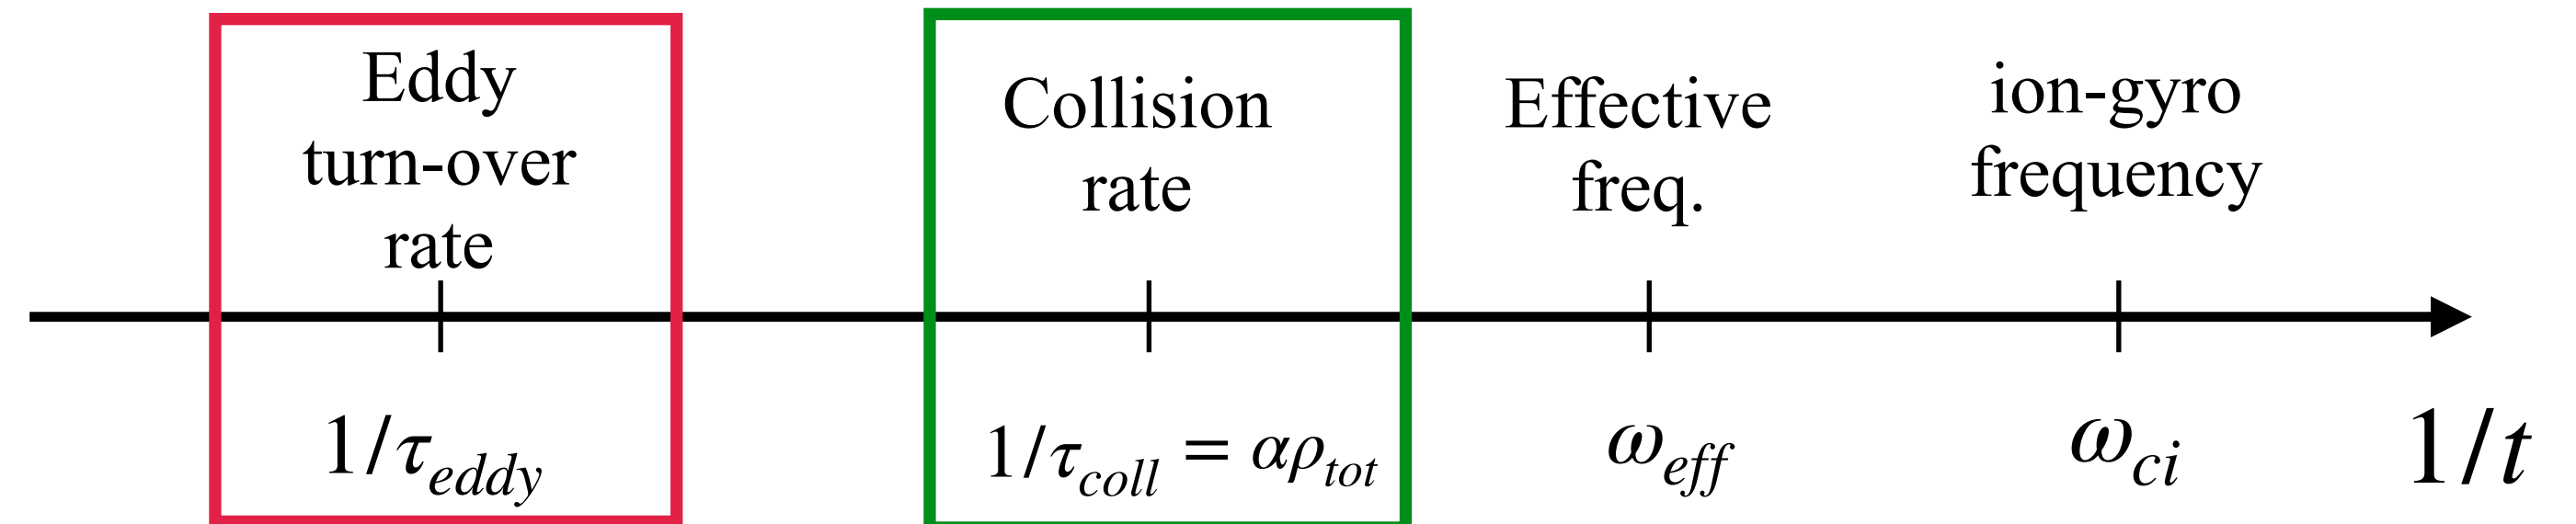 Eddy
turn-over
rate
Collision
rate
Effective
freq.
ion-gyro
frequency
1/τ_eddy
1/τ_coll = αρ_tot
ω_eff
ω_ci
1/t